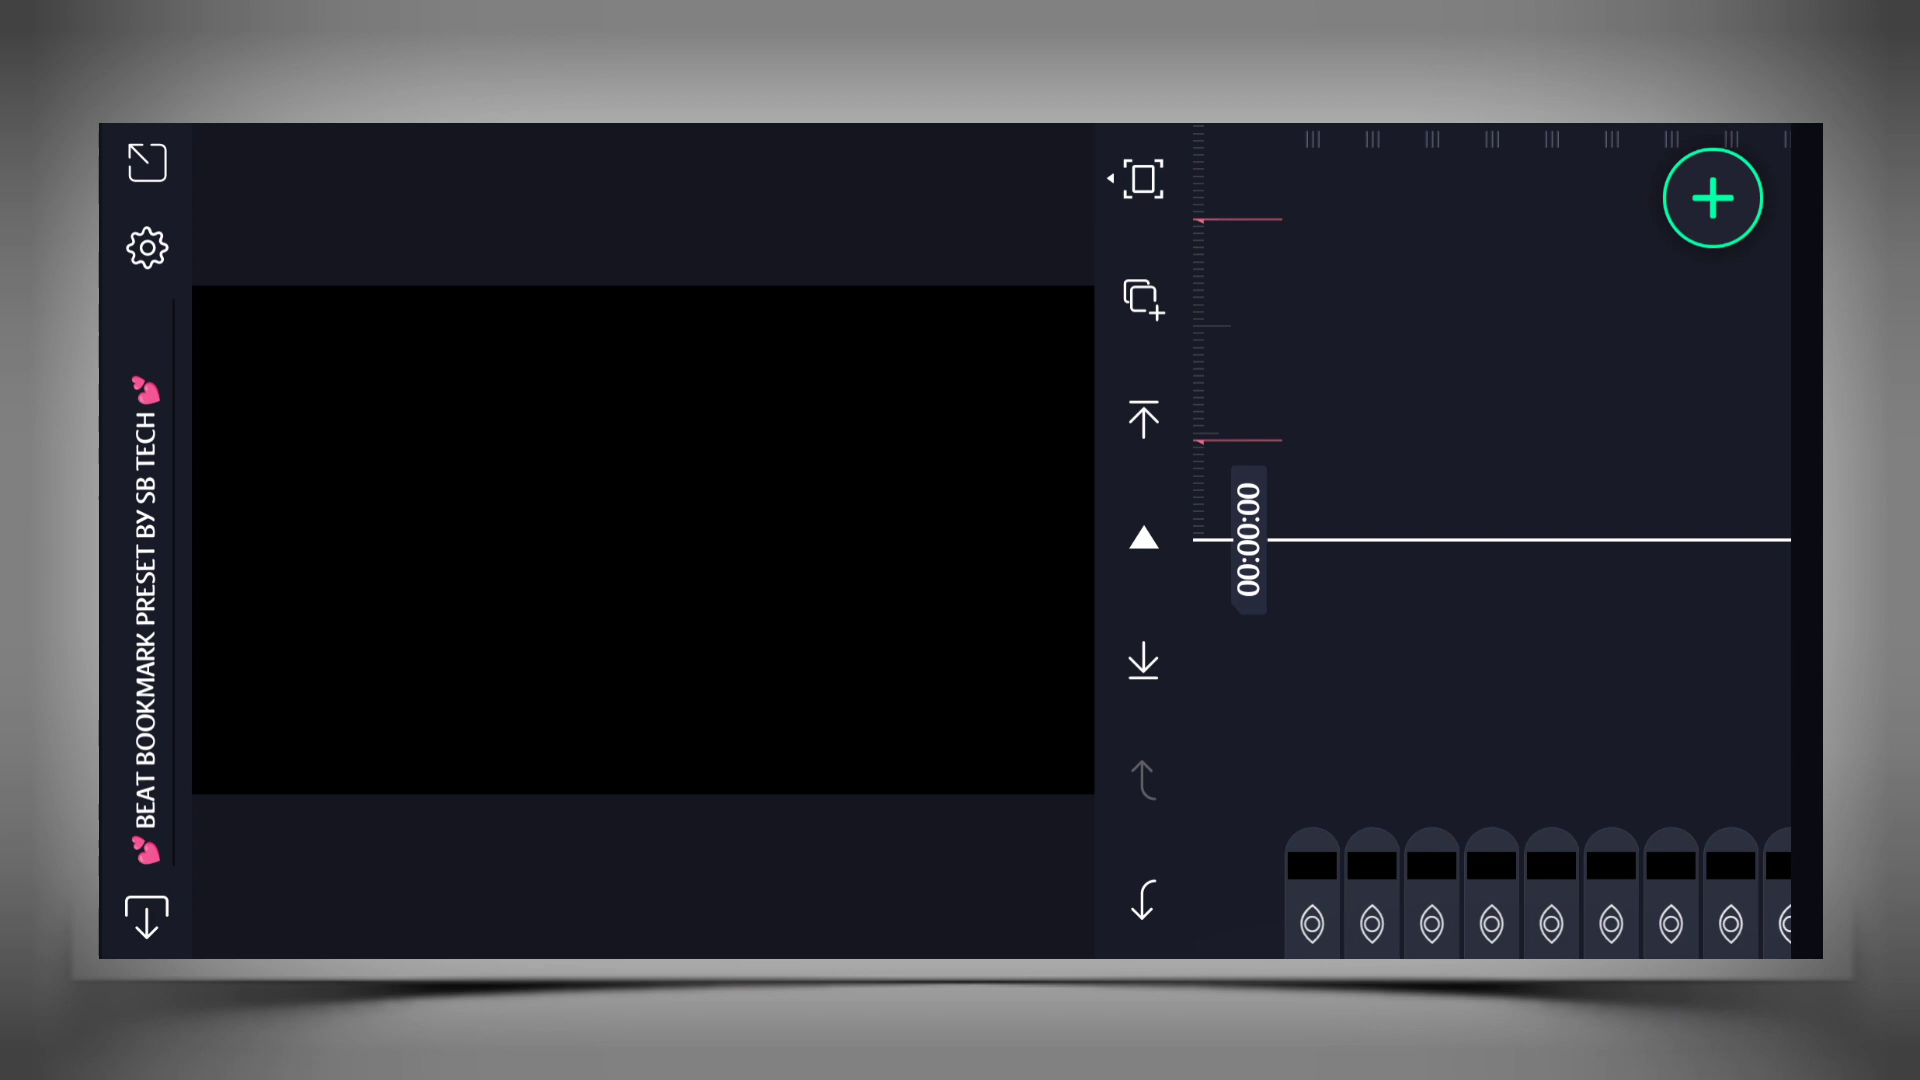 💕 BEAT BOOKMARK PRESET BY SB TECH 💕
00:00:00